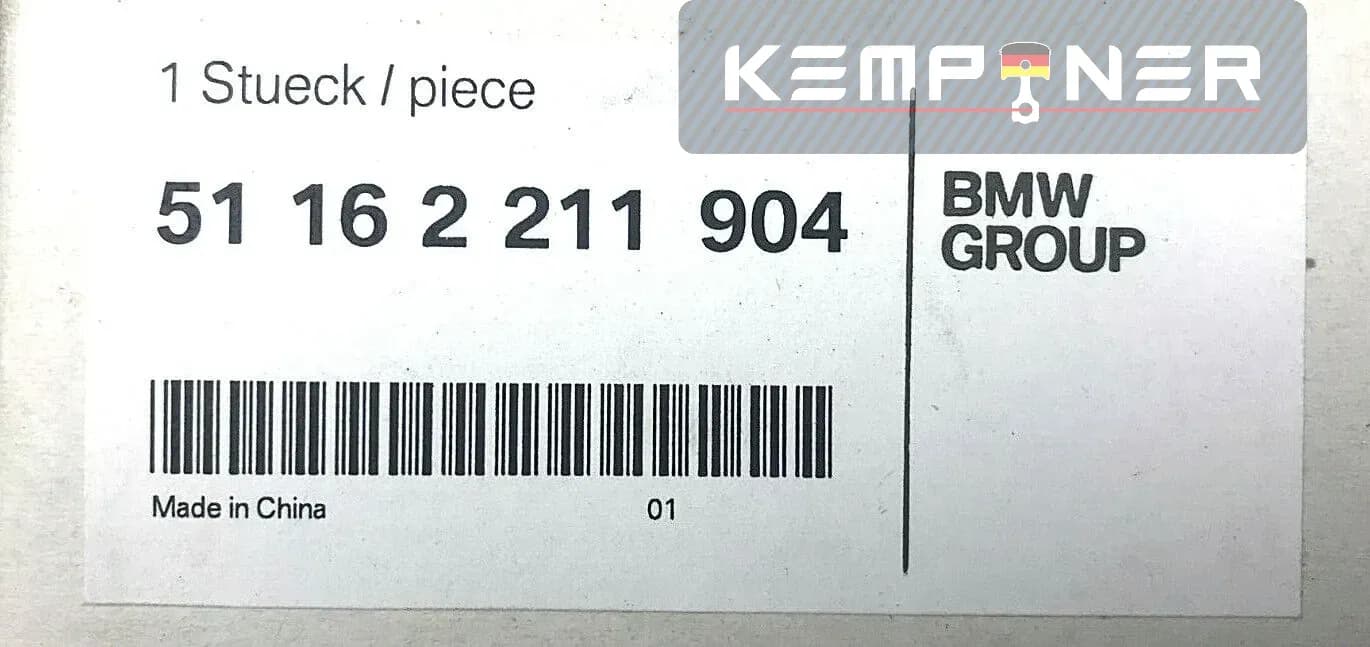 KEMPTNER
1 Stueck / piece
51 16 2 211 904
BMW
GROUP
Made in China
01